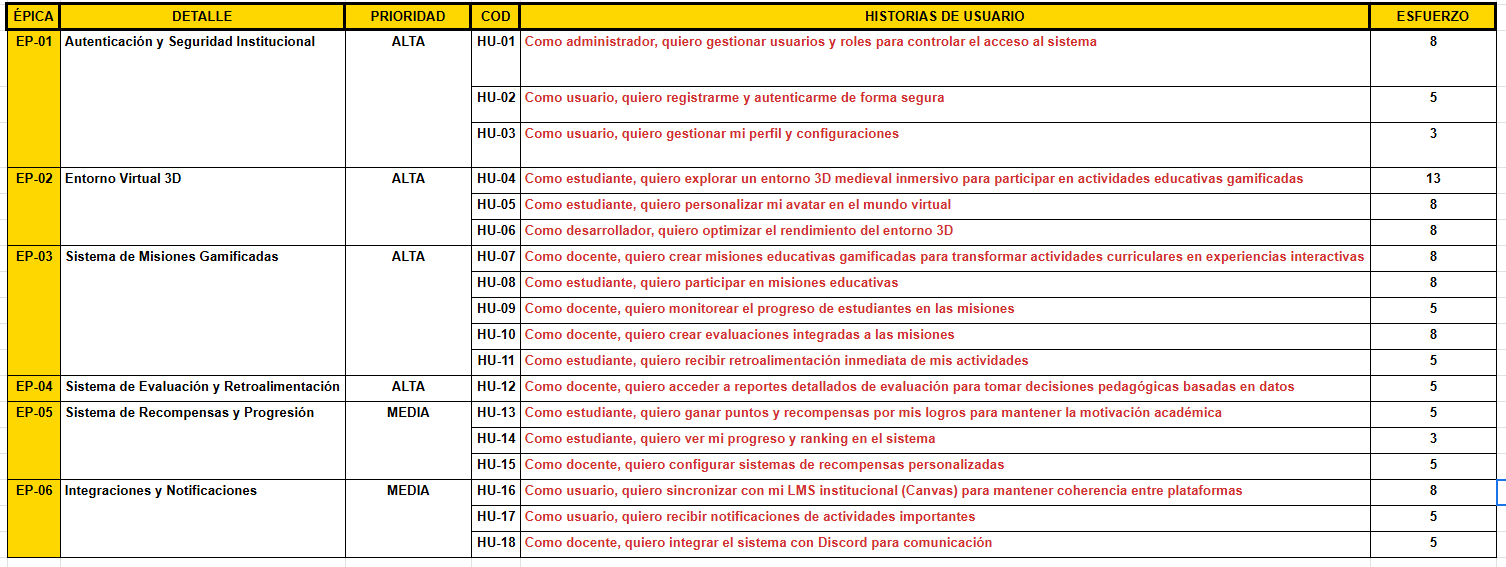 ÉPICA DETALLE PRIORIDAD COD HISTORIAS DE USUARIO ESFUERZO
EP-01 Autenticación y Seguridad Institucional ALTA HU-01 Como administrador, quiero gestionar usuarios y roles para controlar el acceso al sistema 8
HU-02 Como usuario, quiero registrarme y autenticarme de forma segura 5
HU-03 Como usuario, quiero gestionar mi perfil y configuraciones 3
EP-02 Entorno Virtual 3D ALTA HU-04 Como estudiante, quiero explorar un entorno 3D medieval inmersivo para participar en actividades educativas gamificadas 13
HU-05 Como estudiante, quiero personalizar mi avatar en el mundo virtual 8
HU-06 Como desarrollador, quiero optimizar el rendimiento del entorno 3D 8
EP-03 Sistema de Misiones Gamificadas ALTA HU-07 Como docente, quiero crear misiones educativas gamificadas para transformar actividades curriculares en experiencias interactivas 8
HU-08 Como estudiante, quiero participar en misiones educativas 8
HU-09 Como docente, quiero monitorear el progreso de estudiantes en las misiones 5
HU-10 Como docente, quiero crear evaluaciones integradas a las misiones 8
HU-11 Como estudiante, quiero recibir retroalimentación inmediata de mis actividades 5
EP-04 Sistema de Evaluación y Retroalimentación ALTA HU-12 Como docente, quiero acceder a reportes detallados de evaluación para tomar decisiones pedagógicas basadas en datos 5
EP-05 Sistema de Recompensas y Progresión MEDIA HU-13 Como estudiante, quiero ganar puntos y recompensas por mis logros para mantener la motivación académica 5
HU-14 Como estudiante, quiero ver mi progreso y ranking en el sistema 3
HU-15 Como docente, quiero configurar sistemas de recompensas personalizadas 5
EP-06 Integraciones y Notificaciones MEDIA HU-16 Como usuario, quiero sincronizar con mi LMS institucional (Canvas) para mantener coherencia entre plataformas 8
HU-17 Como usuario, quiero recibir notificaciones de actividades importantes 5
HU-18 Como docente, quiero integrar el sistema con Discord para comunicación 5